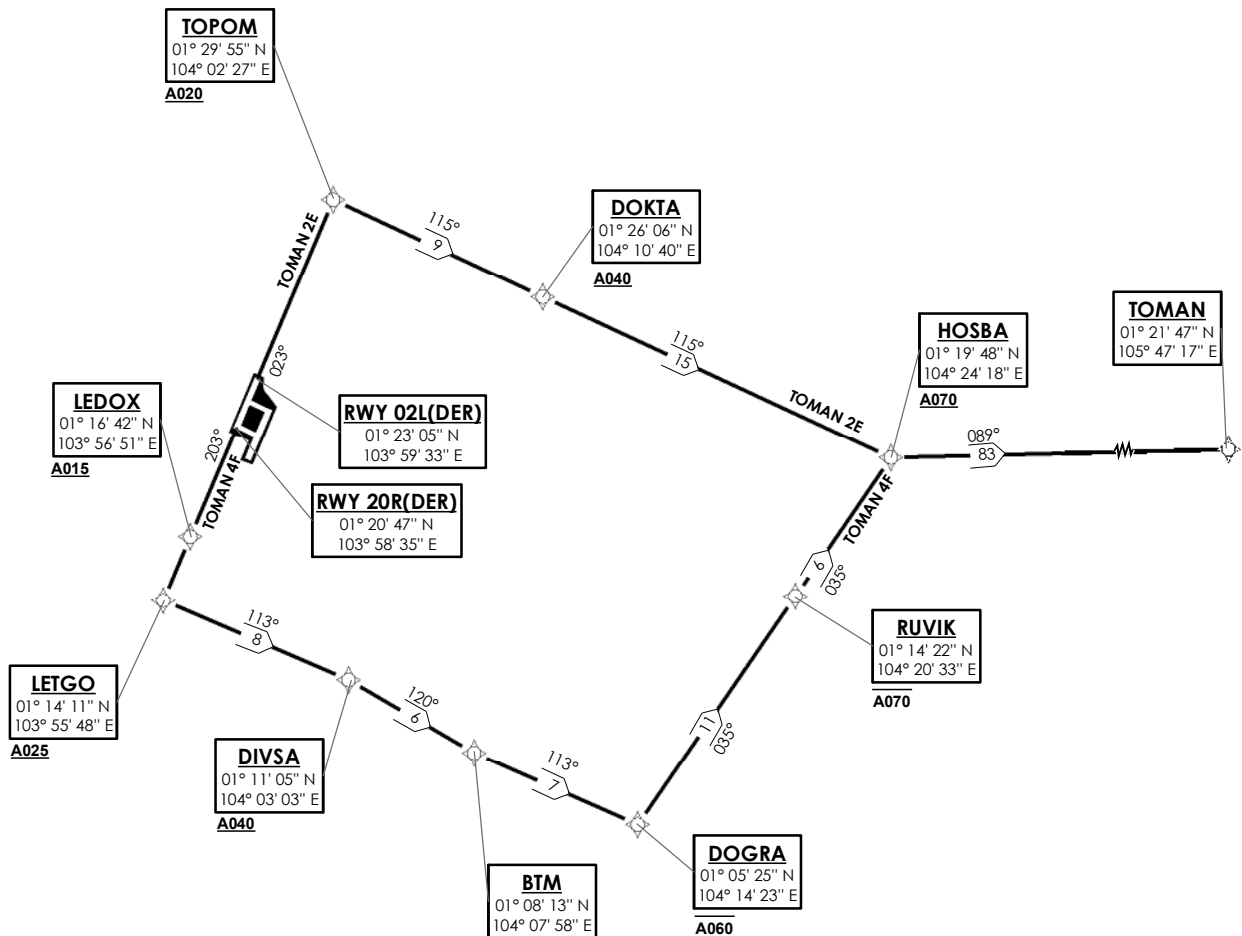 TOPOM
01° 29' 55" N
104° 02' 27" E
A020
TOMAN 2E
115°
9
DOKTA
01° 26' 06" N
104° 10' 40" E
A040
115°
15
TOMAN 2E
HOSBA
01° 19' 48" N
104° 24' 18" E
A070
TOMAN
01° 21' 47" N
105° 47' 17" E
089°
83
023°
LEDOX
01° 16' 42" N
103° 56' 51" E
A015
203°
TOMAN 4F
RWY 02L(DER)
01° 23' 05" N
103° 59' 33" E
RWY 20R(DER)
01° 20' 47" N
103° 58' 35" E
TOMAN 4F
6
035°
RUVIK
01° 14' 22" N
104° 20' 33" E
A070
LETGO
01° 14' 11" N
103° 55' 48" E
A025
113°
8
DIVSA
01° 11' 05" N
104° 03' 03" E
A040
120°
6
113°
7
11
035°
BTM
01° 08' 13" N
104° 07' 58" E
DOGRA
01° 05' 25" N
104° 14' 23" E
A060